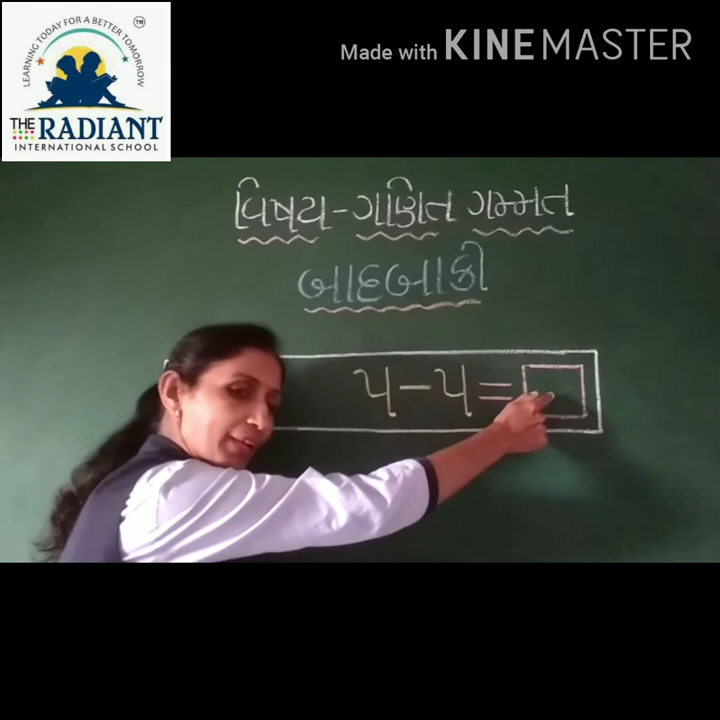 LEARNING TODAY FOR A BETTER TOMORROW
TM
THE RADIANT
INTERNATIONAL SCHOOL
Made with KINEMASTER
વિષય-ગણિત ગમ્મત
બાદબાકી
૫-૫=